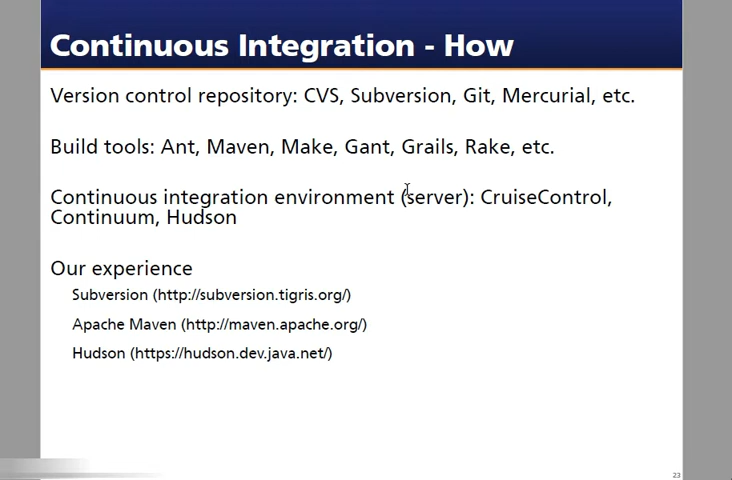 Continuous Integration - How
Version control repository: CVS, Subversion, Git, Mercurial, etc.
Build tools: Ant, Maven, Make, Gant, Grails, Rake, etc.
Continuous integration environment (server): CruiseControl,
Continuum, Hudson
Our experience
Subversion (http://subversion.tigris.org/)
Apache Maven (http://maven.apache.org/)
Hudson (https://hudson.dev.java.net/)
23